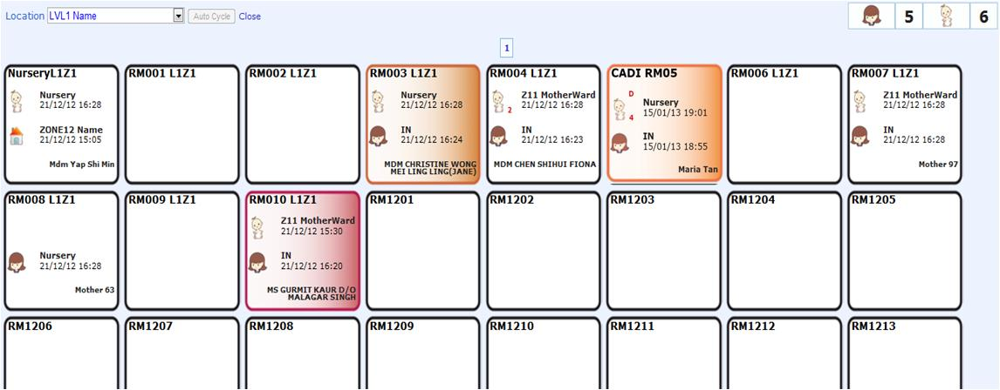 Location LVL1 Name Auto Cycle Close 5 6
1
NurseryL1Z1
Nursery
21/12/12 16:28
ZONE12 Name
21/12/12 15:05
Mdm Yap Shi Min
RM001 L1Z1
RM002 L1Z1
RM003 L1Z1
Nursery
21/12/12 16:28
IN
21/12/12 16:24
MDM CHRISTINE WONG
MEI LING LING(JANE)
RM004 L1Z1
Z11 MotherWard
21/12/12 16:28
2
IN
21/12/12 16:23
MDM CHEN SHIHUI FIONA
CADI RM05
D
Nursery
15/01/13 19:01
4
IN
15/01/13 18:55
Maria Tan
RM006 L1Z1
RM007 L1Z1
Z11 MotherWard
21/12/12 16:28
IN
21/12/12 16:28
Mother 97
RM008 L1Z1
Nursery
21/12/12 16:28
Mother 63
RM009 L1Z1
RM010 L1Z1
Z11 MotherWard
21/12/12 15:30
IN
21/12/12 16:20
MS GURMIT KAUR D/O
MALAGAR SINGH
RM1201
RM1202
RM1203
RM1204
RM1205
RM1206
RM1207
RM1208
RM1209
RM1210
RM1211
RM1212
RM1213